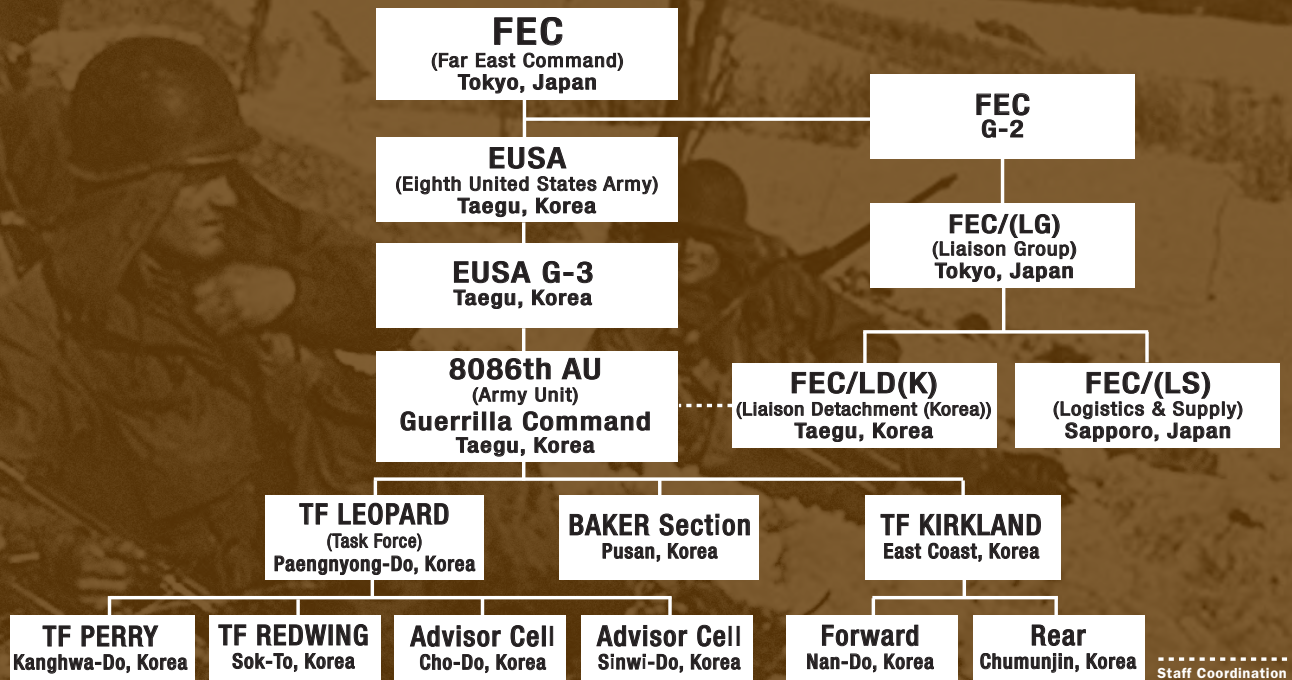 FEC
(Far East Command)
Tokyo, Japan
FEC
G-2
EUSA
(Eighth United States Army)
Taegu, Korea
FEC/(LG)
(Liaison Group)
Tokyo, Japan
EUSA G-3
Taegu, Korea
8086th AU
(Army Unit)
Guerrilla Command
Taegu, Korea
FEC/LD(K)
(Liaison Detachment (Korea))
Taegu, Korea
FEC/(LS)
(Logistics & Supply)
Sapporo, Japan
TF LEOPARD
(Task Force)
Paengnyong-Do, Korea
BAKER Section
Pusan, Korea
TF KIRKLAND
East Coast, Korea
TF PERRY
Kanghwa-Do, Korea
TF REDWING
Sok-To, Korea
Advisor Cell
Cho-Do, Korea
Advisor Cell
Sinwi-Do, Korea
Forward
Nan-Do, Korea
Rear
Chumunjin, Korea
Staff Coordination